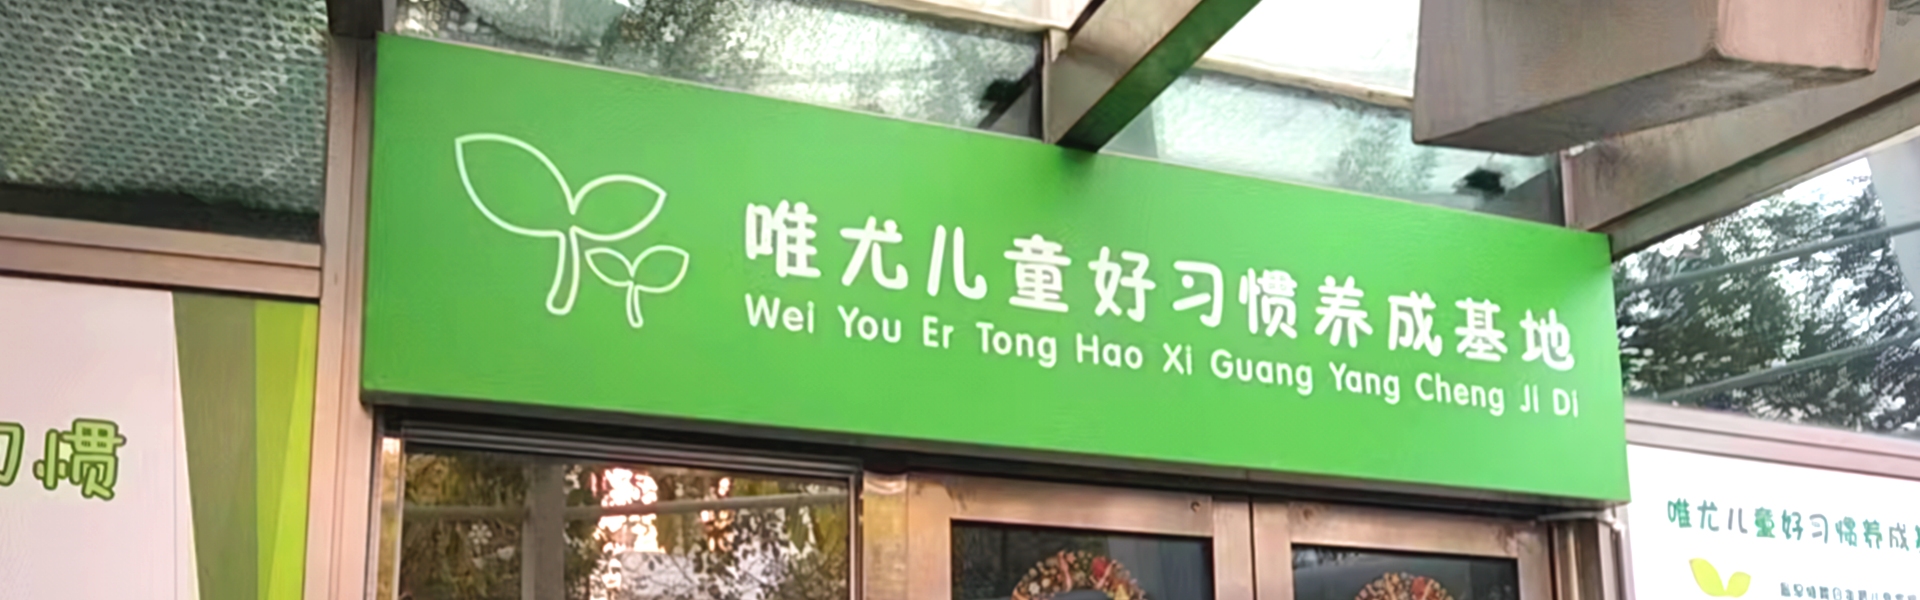 唯尤儿童好习惯养成基地
Wei You Er Tong Hao Xi Guang Yang Cheng Ji Di
习惯
唯尤儿童好习惯养成